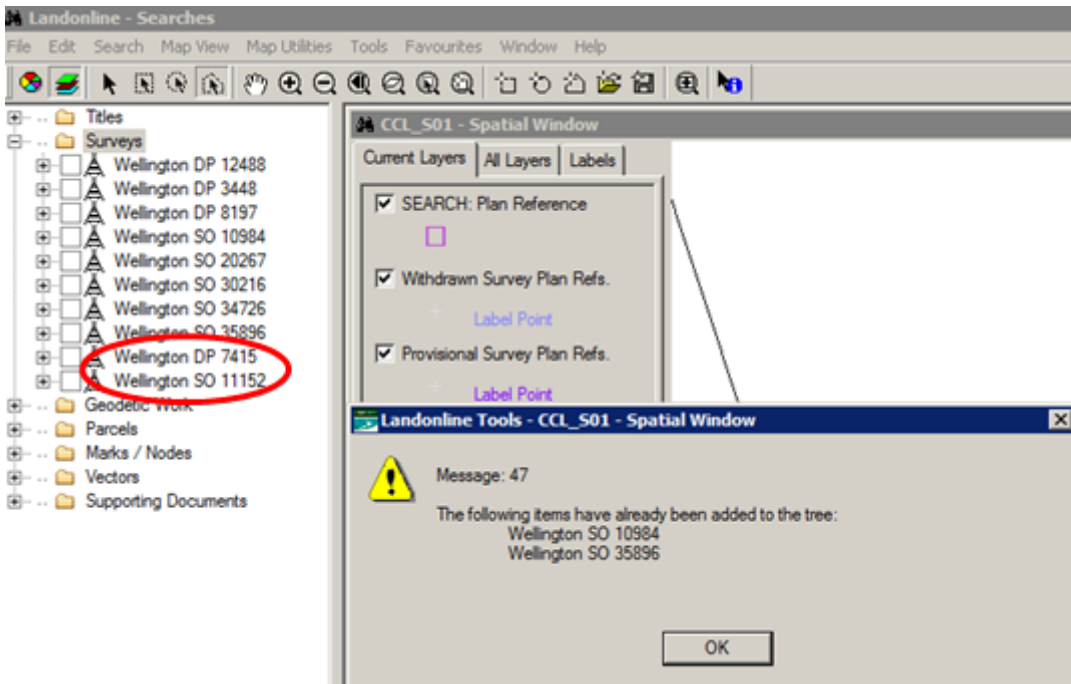 Landonline - Searches
File Edit Search Map View Map Utilities Tools Favourites Window Help
Titles
Surveys
Wellington DP 12488
Wellington DP 3448
Wellington DP 8197
Wellington SO 10984
Wellington SO 20267
Wellington SO 30216
Wellington SO 34726
Wellington SO 35896
Wellington DP 7415
Wellington SO 11152
Geodetic Work
Parcels
Marks / Nodes
Vectors
Supporting Documents
CCL_S01 - Spatial Window
Current Layers All Layers Labels
SEARCH: Plan Reference
Withdrawn Survey Plan Refs.
Label Point
Provisional Survey Plan Refs.
Label Point
Landonline Tools - CCL_S01 - Spatial Window
Message: 47
The following items have already been added to the tree:
Wellington SO 10984
Wellington SO 35896
OK